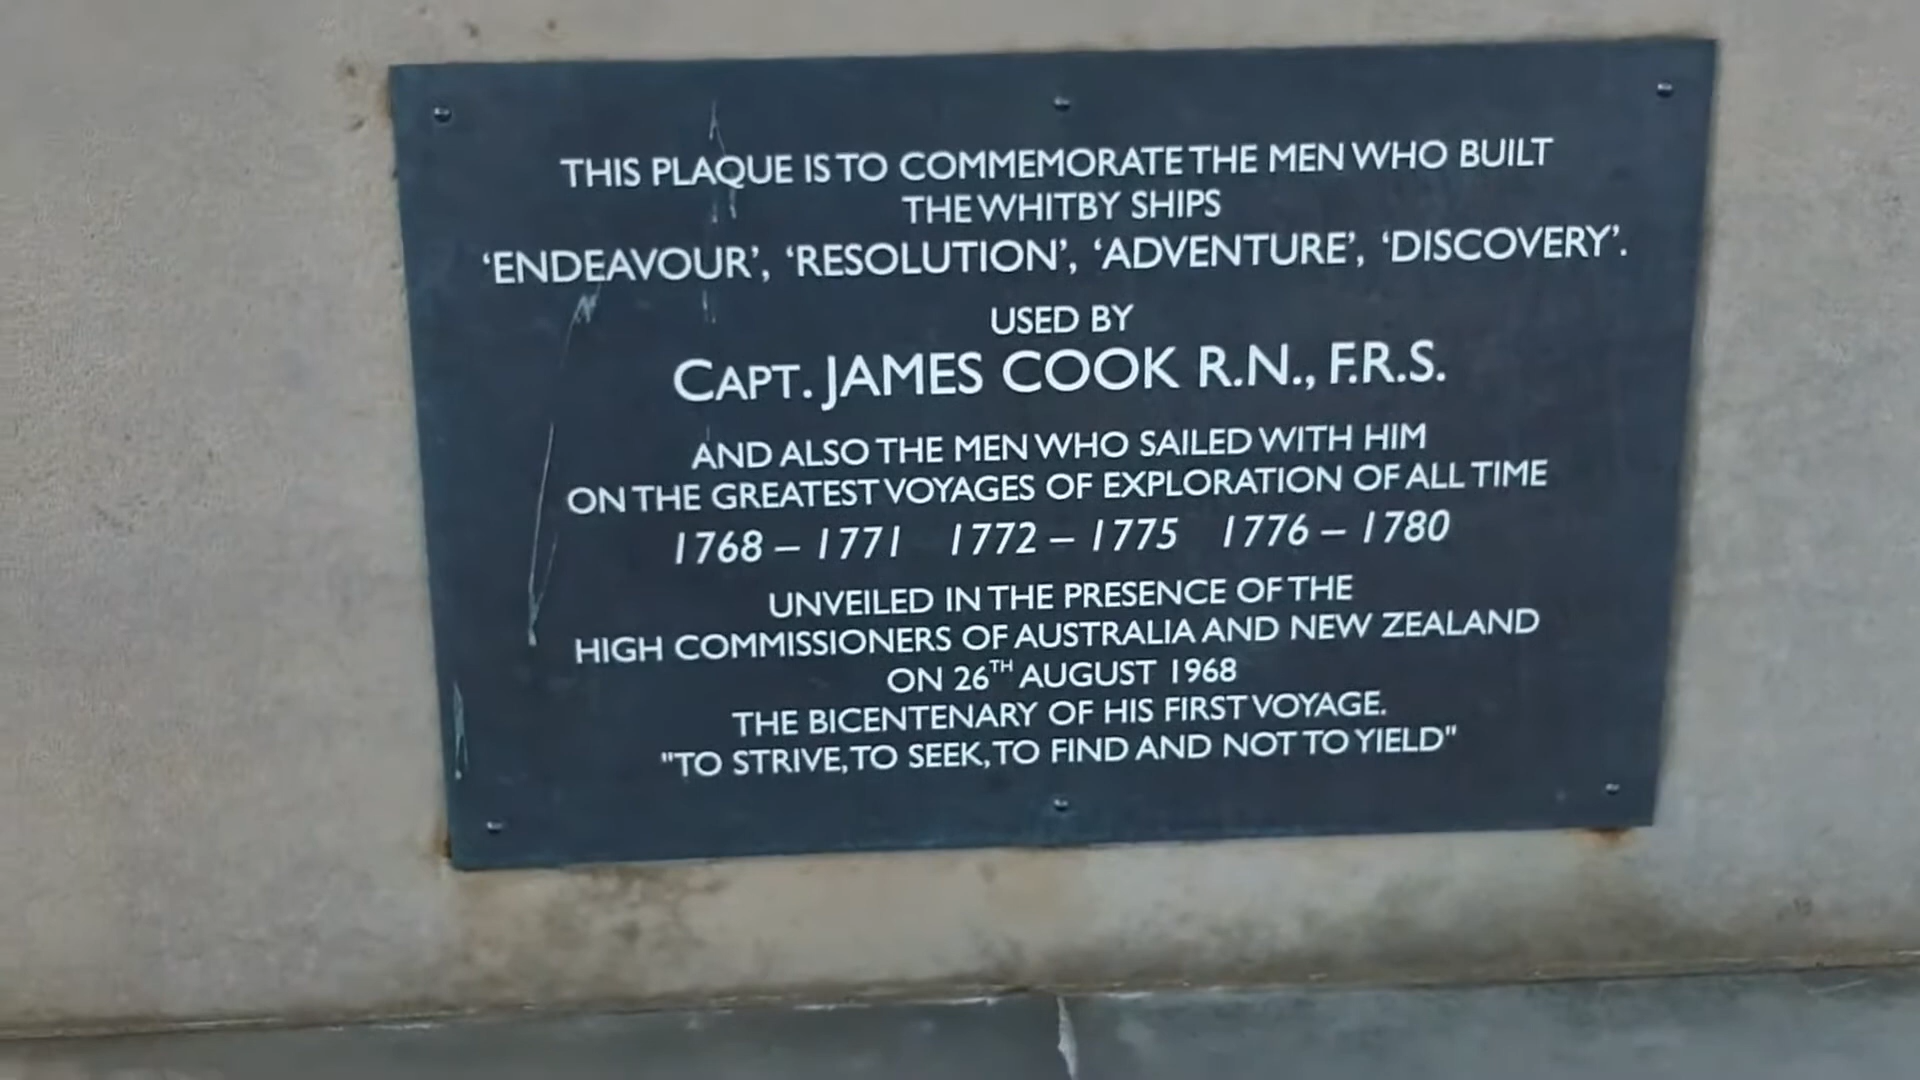 THIS PLAQUE IS TO COMMEMORATE THE MEN WHO BUILT
THE WHITBY SHIPS
‘ENDEAVOUR’, ‘RESOLUTION’, ‘ADVENTURE’, ‘DISCOVERY’.
USED BY
CAPT. JAMES COOK R.N., F.R.S.
AND ALSO THE MEN WHO SAILED WITH HIM
ON THE GREATEST VOYAGES OF EXPLORATION OF ALL TIME
1768 – 1771 1772 – 1775 1776 – 1780
UNVEILED IN THE PRESENCE OF THE
HIGH COMMISSIONERS OF AUSTRALIA AND NEW ZEALAND
ON 26TH AUGUST 1968
THE BICENTENARY OF HIS FIRST VOYAGE.
"TO STRIVE, TO SEEK, TO FIND AND NOT TO YIELD"